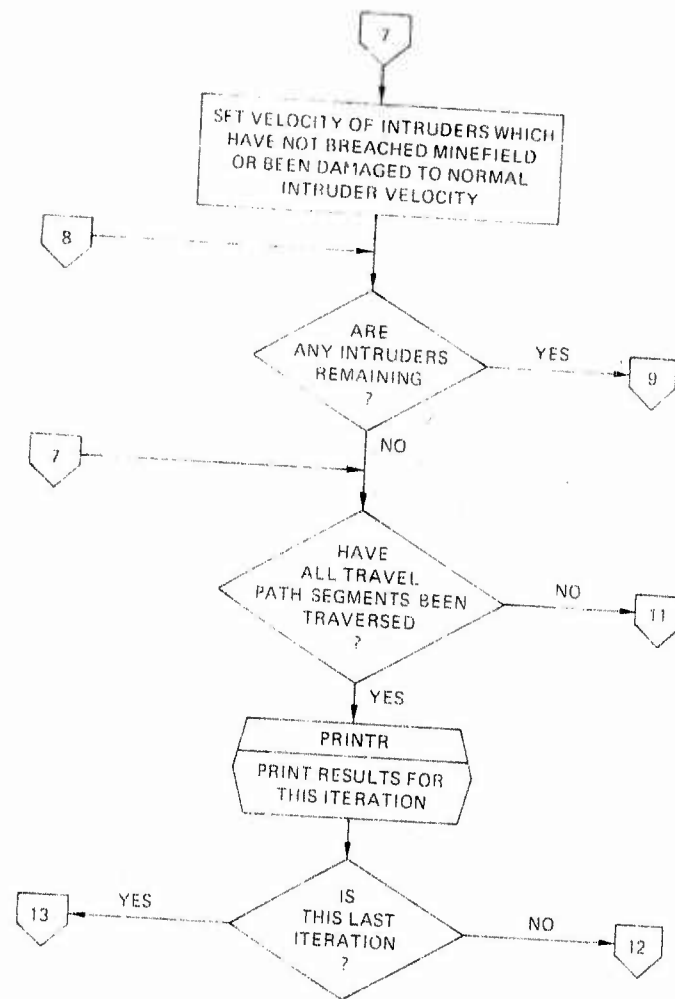 7
SET VELOCITY OF INTRUDERS WHICH
HAVE NOT BREACHED MINEFIELD
OR BEEN DAMAGED TO NORMAL
INTRUDER VELOCITY
8
ARE
ANY INTRUDERS
REMAINING
?
YES
9
NO
7
HAVE
ALL TRAVEL
PATH SEGMENTS BEEN
TRAVERSED
?
NO
11
YES
PRINTR
PRINT RESULTS FOR
THIS ITERATION
IS
THIS LAST
ITERATION
?
YES
13
NO
12